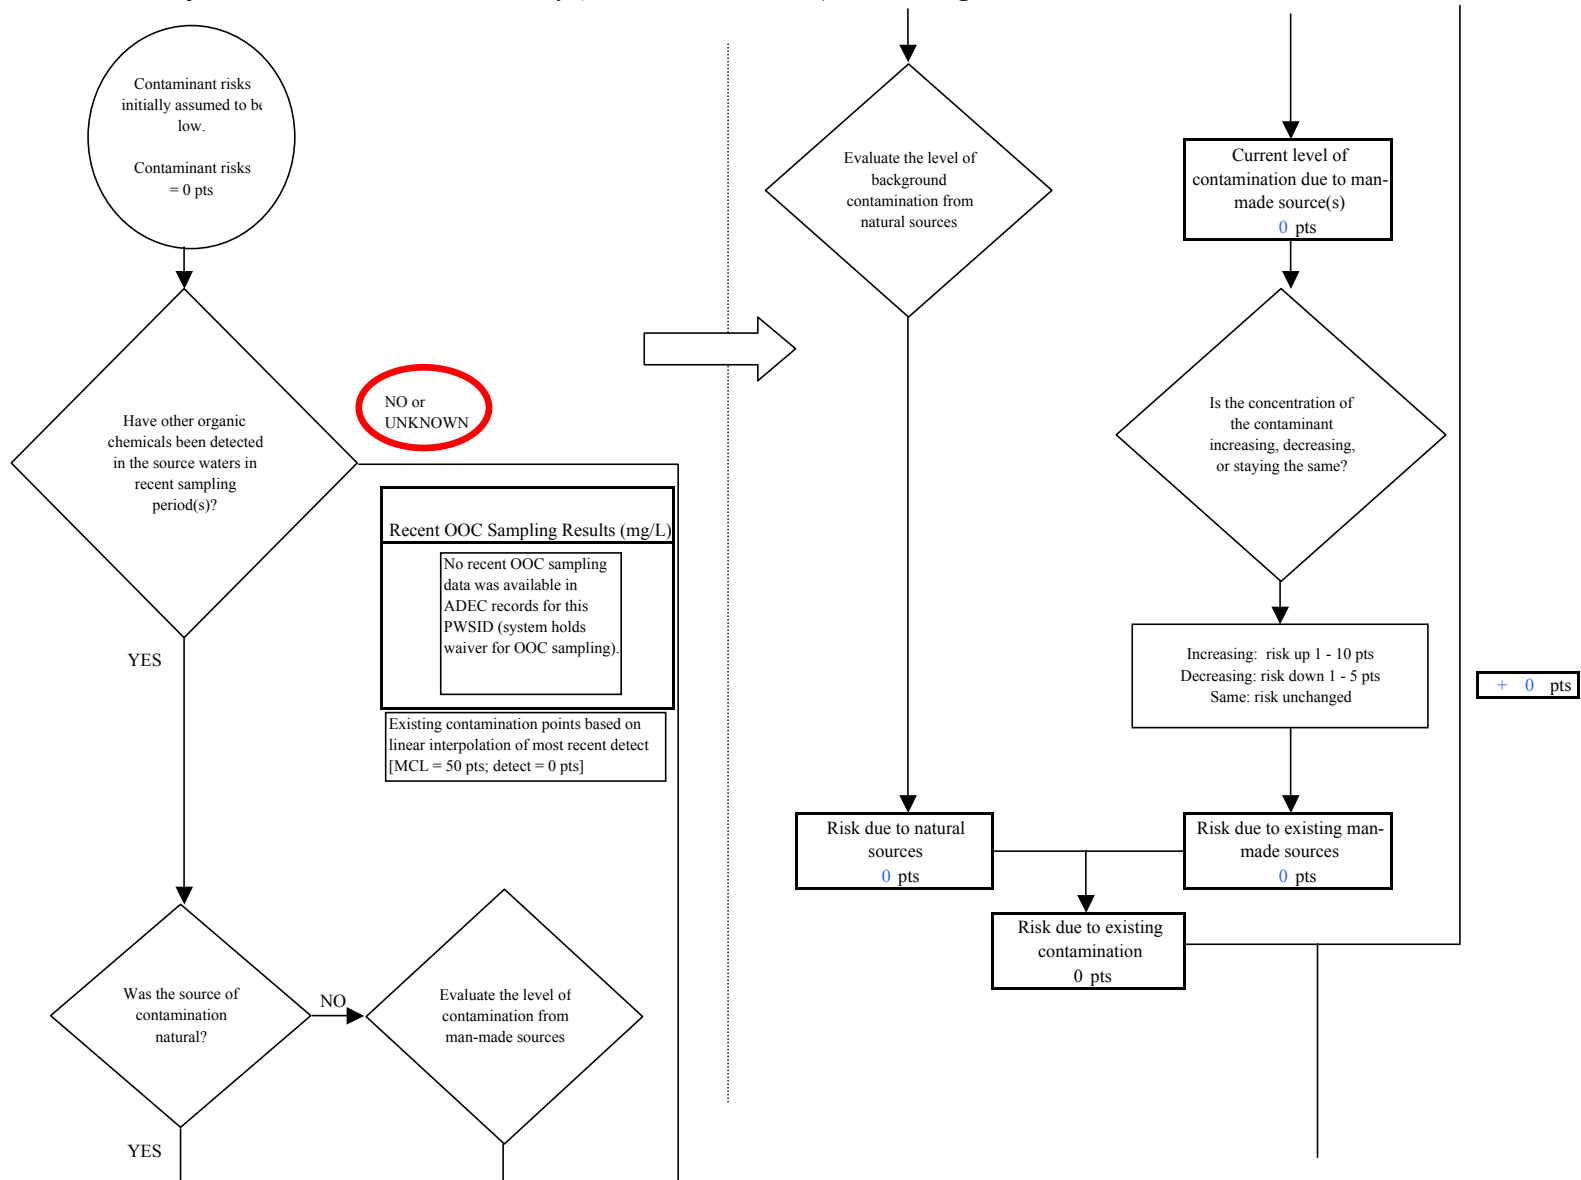 Contaminant risks
initially assumed to be
low.
Contaminant risks
= 0 pts
Have other organic
chemicals been detected
in the source waters in
recent sampling
period(s)?
NO or
UNKNOWN
Recent OOC Sampling Results (mg/L)
No recent OOC sampling
data was available in
ADEC records for this
PWSID (system holds
waiver for OOC sampling).
Existing contamination points based on
linear interpolation of most recent detect
[MCL = 50 pts; detect = 0 pts]
YES
Was the source of
contamination
natural?
NO
Evaluate the level of
contamination from
man-made sources
YES
Evaluate the level of
background
contamination from
natural sources
Current level of
contamination due to man-
made source(s)
0 pts
Is the concentration of
the contaminant
increasing, decreasing,
or staying the same?
Increasing: risk up 1 - 10 pts
Decreasing: risk down 1 - 5 pts
Same: risk unchanged
+ 0 pts
Risk due to natural
sources
0 pts
Risk due to existing man-
made sources
0 pts
Risk due to existing
contamination
0 pts